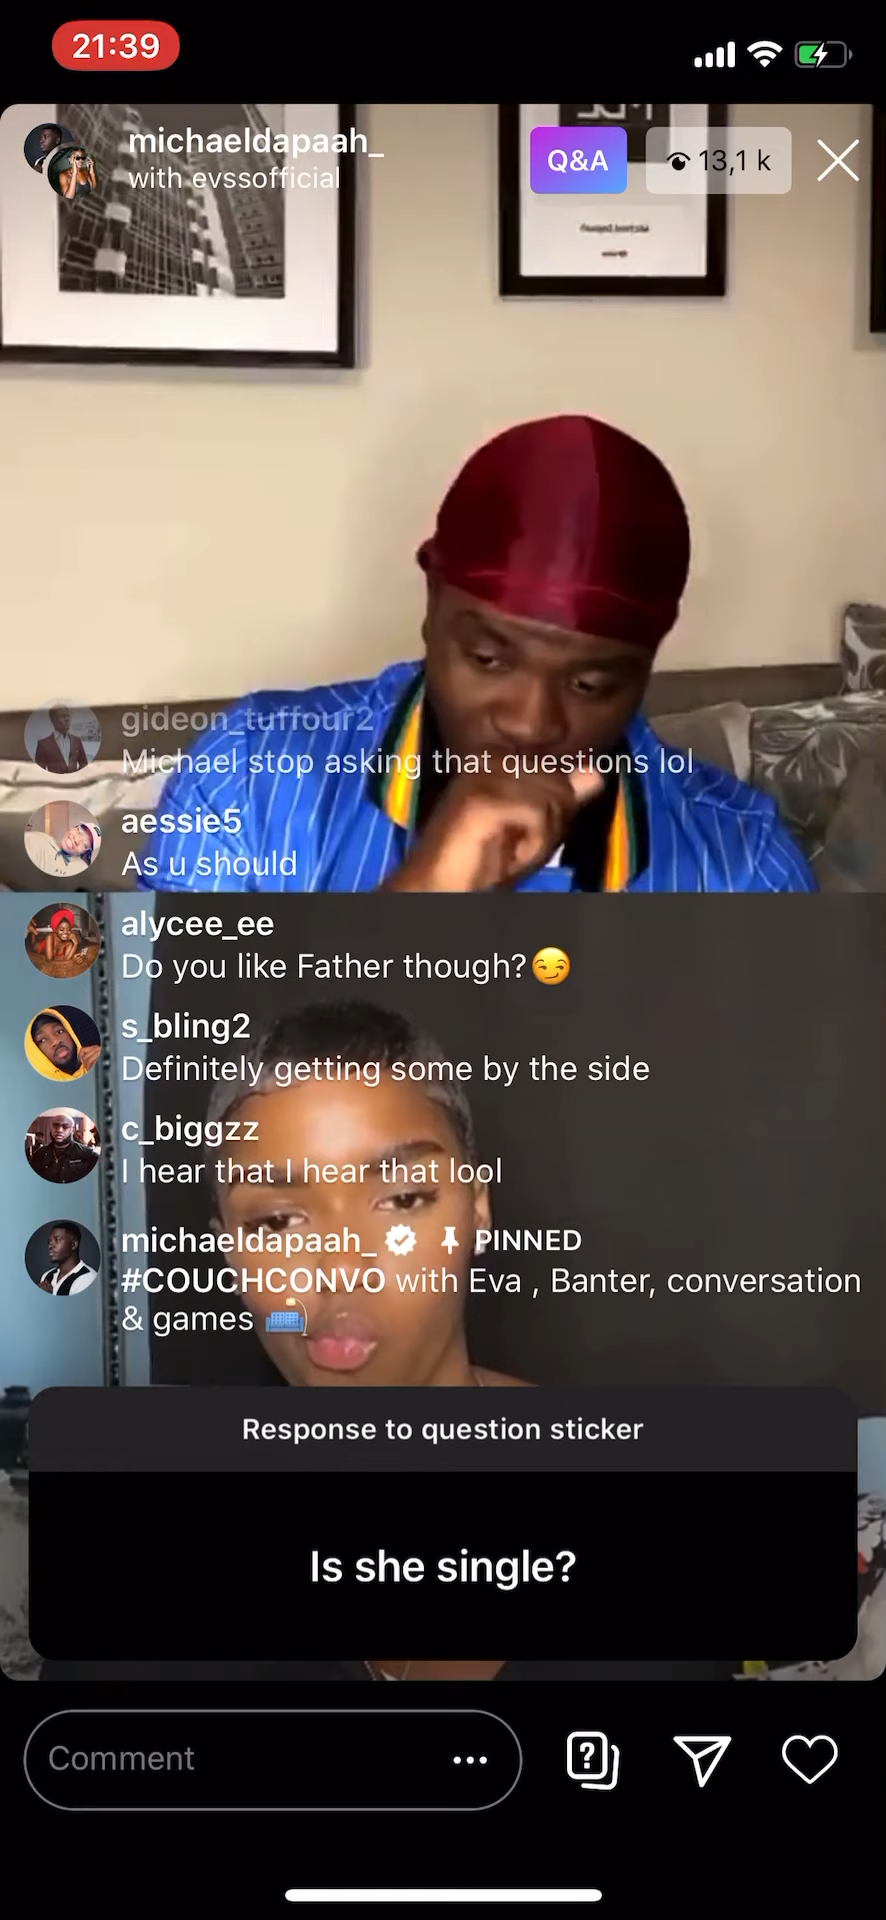 21:39
michaeldapaah_
with evssofficial
Q&A
13,1 k
gideon_tuffour2
Michael stop asking that questions lol
aessie5
As u should
alycee_ee
Do you like Father though?😏
s_bling2
Definitely getting some by the side
c_biggzz
I hear that I hear that lool
michaeldapaah_ PINNED
#COUCHCONVO with Eva , Banter, conversation
& games 🛋️
Response to question sticker
Is she single?
Comment